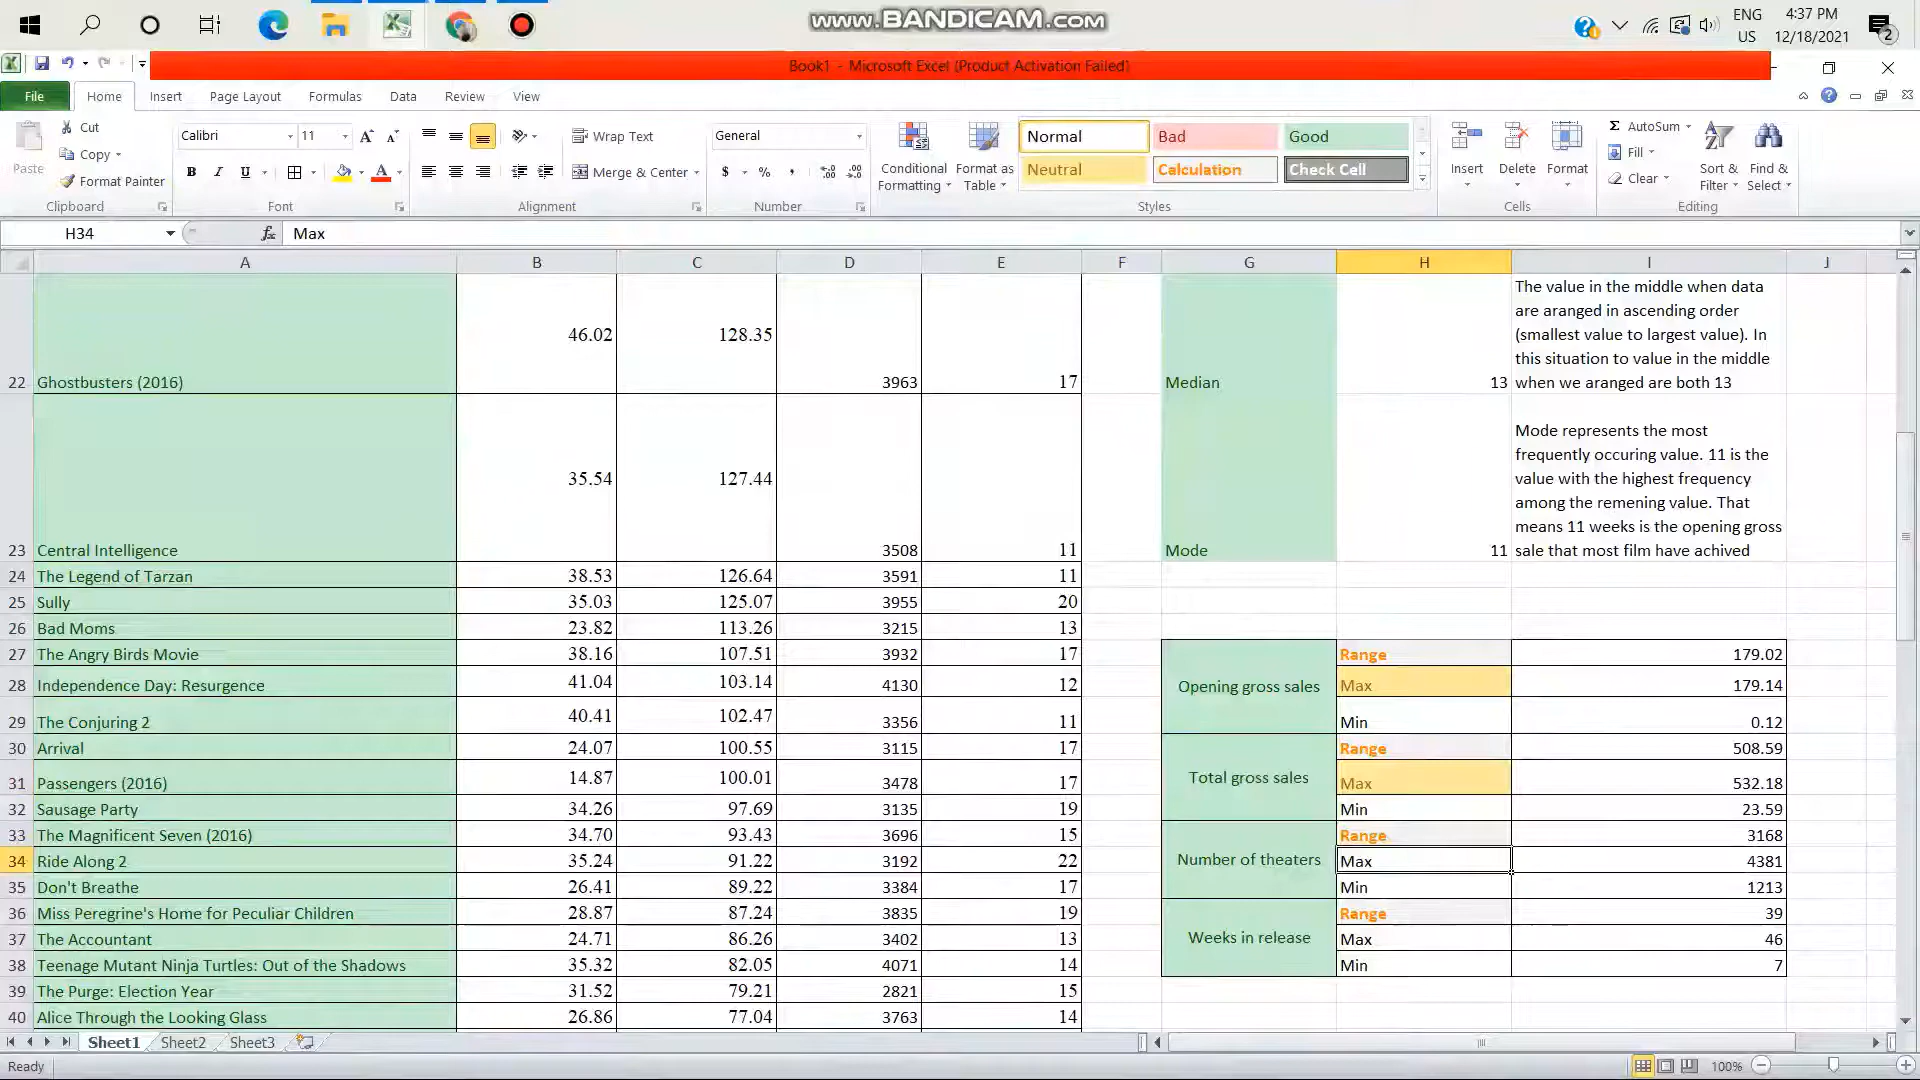 www.BANDICAM.com
ENG
US
4:37 PM
12/18/2021
2
Book1 - Microsoft Excel (Product Activation Failed)
File Home Insert Page Layout Formulas Data Review View
Paste
Cut
Copy
Format Painter
Clipboard
Calibri 11
B I U
Font
Wrap Text
Merge & Center
Alignment
General
$ % ,
Number
Conditional Formatting
Format as Table
Normal Bad Good
Neutral Calculation Check Cell
Styles
Insert Delete Format
Cells
AutoSum
Fill
Clear
Sort & Filter
Find & Select
Editing
H34 fx Max
A B C D E F G H I J
22 Ghostbusters (2016) 46.02 128.35 3963 17
23 Central Intelligence 35.54 127.44 3508 11
24 The Legend of Tarzan 38.53 126.64 3591 11
25 Sully 35.03 125.07 3955 20
26 Bad Moms 23.82 113.26 3215 13
27 The Angry Birds Movie 38.16 107.51 3932 17
28 Independence Day: Resurgence 41.04 103.14 4130 12
29 The Conjuring 2 40.41 102.47 3356 11
30 Arrival 24.07 100.55 3115 17
31 Passengers (2016) 14.87 100.01 3478 17
32 Sausage Party 34.26 97.69 3135 19
33 The Magnificent Seven (2016) 34.70 93.43 3696 15
34 Ride Along 2 35.24 91.22 3192 22
35 Don't Breathe 26.41 89.22 3384 17
36 Miss Peregrine's Home for Peculiar Children 28.87 87.24 3835 19
37 The Accountant 24.71 86.26 3402 13
38 Teenage Mutant Ninja Turtles: Out of the Shadows 35.32 82.05 4071 14
39 The Purge: Election Year 31.52 79.21 2821 15
40 Alice Through the Looking Glass 26.86 77.04 3763 14
Median 13
The value in the middle when data
are aranged in ascending order
(smallest value to largest value). In
this situation to value in the middle
when we aranged are both 13
Mode 11
Mode represents the most
frequently occuring value. 11 is the
value with the highest frequency
among the remening value. That
means 11 weeks is the opening gross
sale that most film have achived
Opening gross sales
Range 179.02
Max 179.14
Min 0.12
Total gross sales
Range 508.59
Max 532.18
Min 23.59
Number of theaters
Range 3168
Max 4381
Min 1213
Weeks in release
Range 39
Max 46
Min 7
Sheet1 Sheet2 Sheet3
Ready
100%